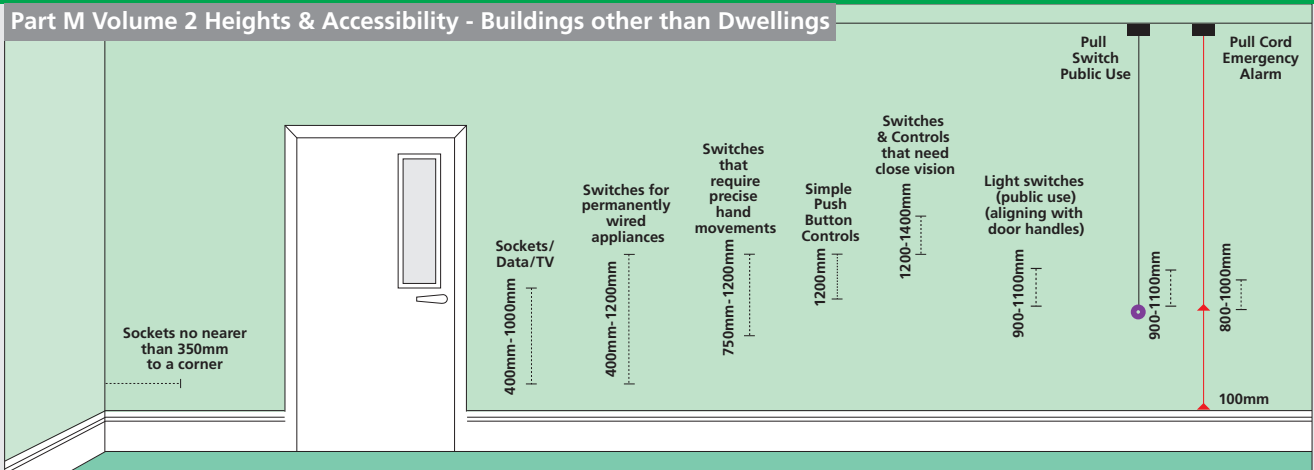 Part M Volume 2 Heights & Accessibility - Buildings other than Dwellings
Sockets no nearer
than 350mm
to a corner
Sockets/
Data/TV
400mm-1000mm
Switches for
permanently
wired
appliances
400mm-1200mm
Switches
that
require
precise
hand
movements
750mm-1200mm
Simple
Push
Button
Controls
1200mm
Switches
& Controls
that need
close vision
1200-1400mm
Light switches
(public use)
(aligning with
door handles)
900-1100mm
Pull
Switch
Public Use
900-1100mm
Pull Cord
Emergency
Alarm
800-1000mm
100mm